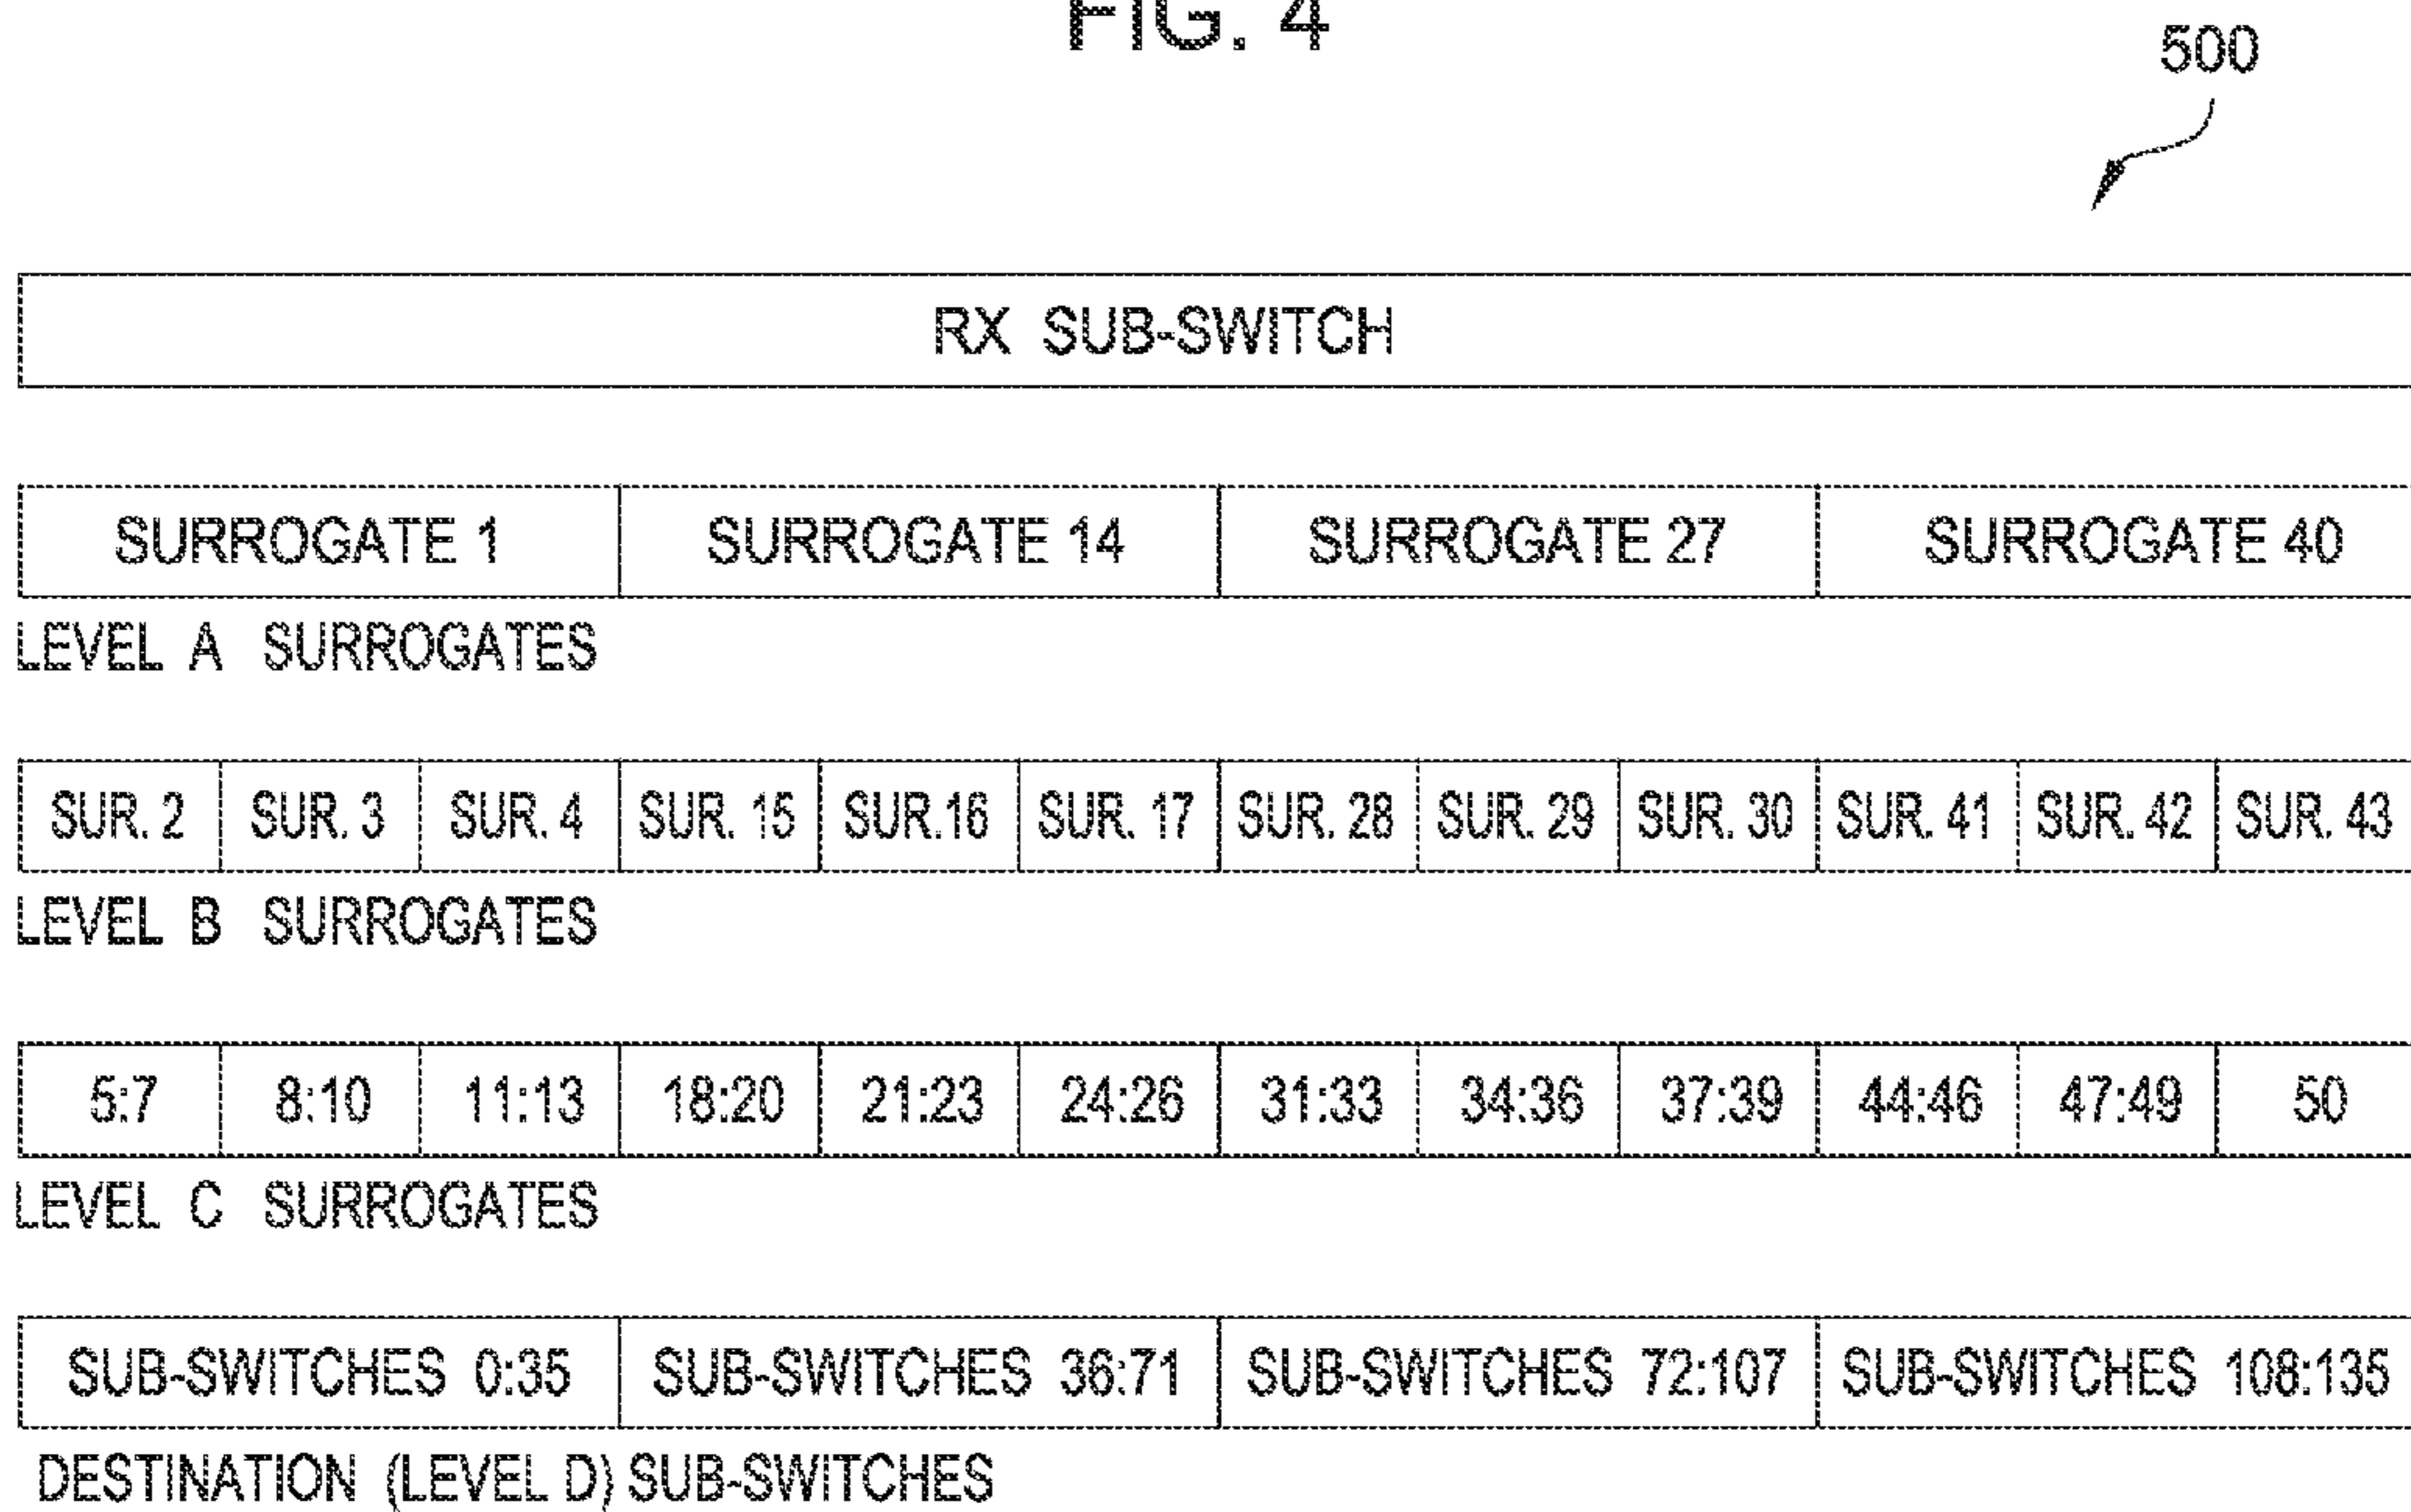 FIG. 4
500
RX SUB-SWITCH
SURROGATE 1 SURROGATE 14 SURROGATE 27 SURROGATE 40
LEVEL A SURROGATES
SUR. 2 SUR. 3 SUR. 4 SUR. 15 SUR.16 SUR. 17 SUR. 28 SUR. 29 SUR. 30 SUR. 41 SUR. 42 SUR. 43
LEVEL B SURROGATES
5:7 8:10 11:13 18:20 21:23 24:26 31:33 34:36 37:39 44:46 47:49 50
LEVEL C SURROGATES
SUB-SWITCHES 0:35 SUB-SWITCHES 36:71 SUB-SWITCHES 72:107 SUB-SWITCHES 108:135
DESTINATION (LEVEL D) SUB-SWITCHES